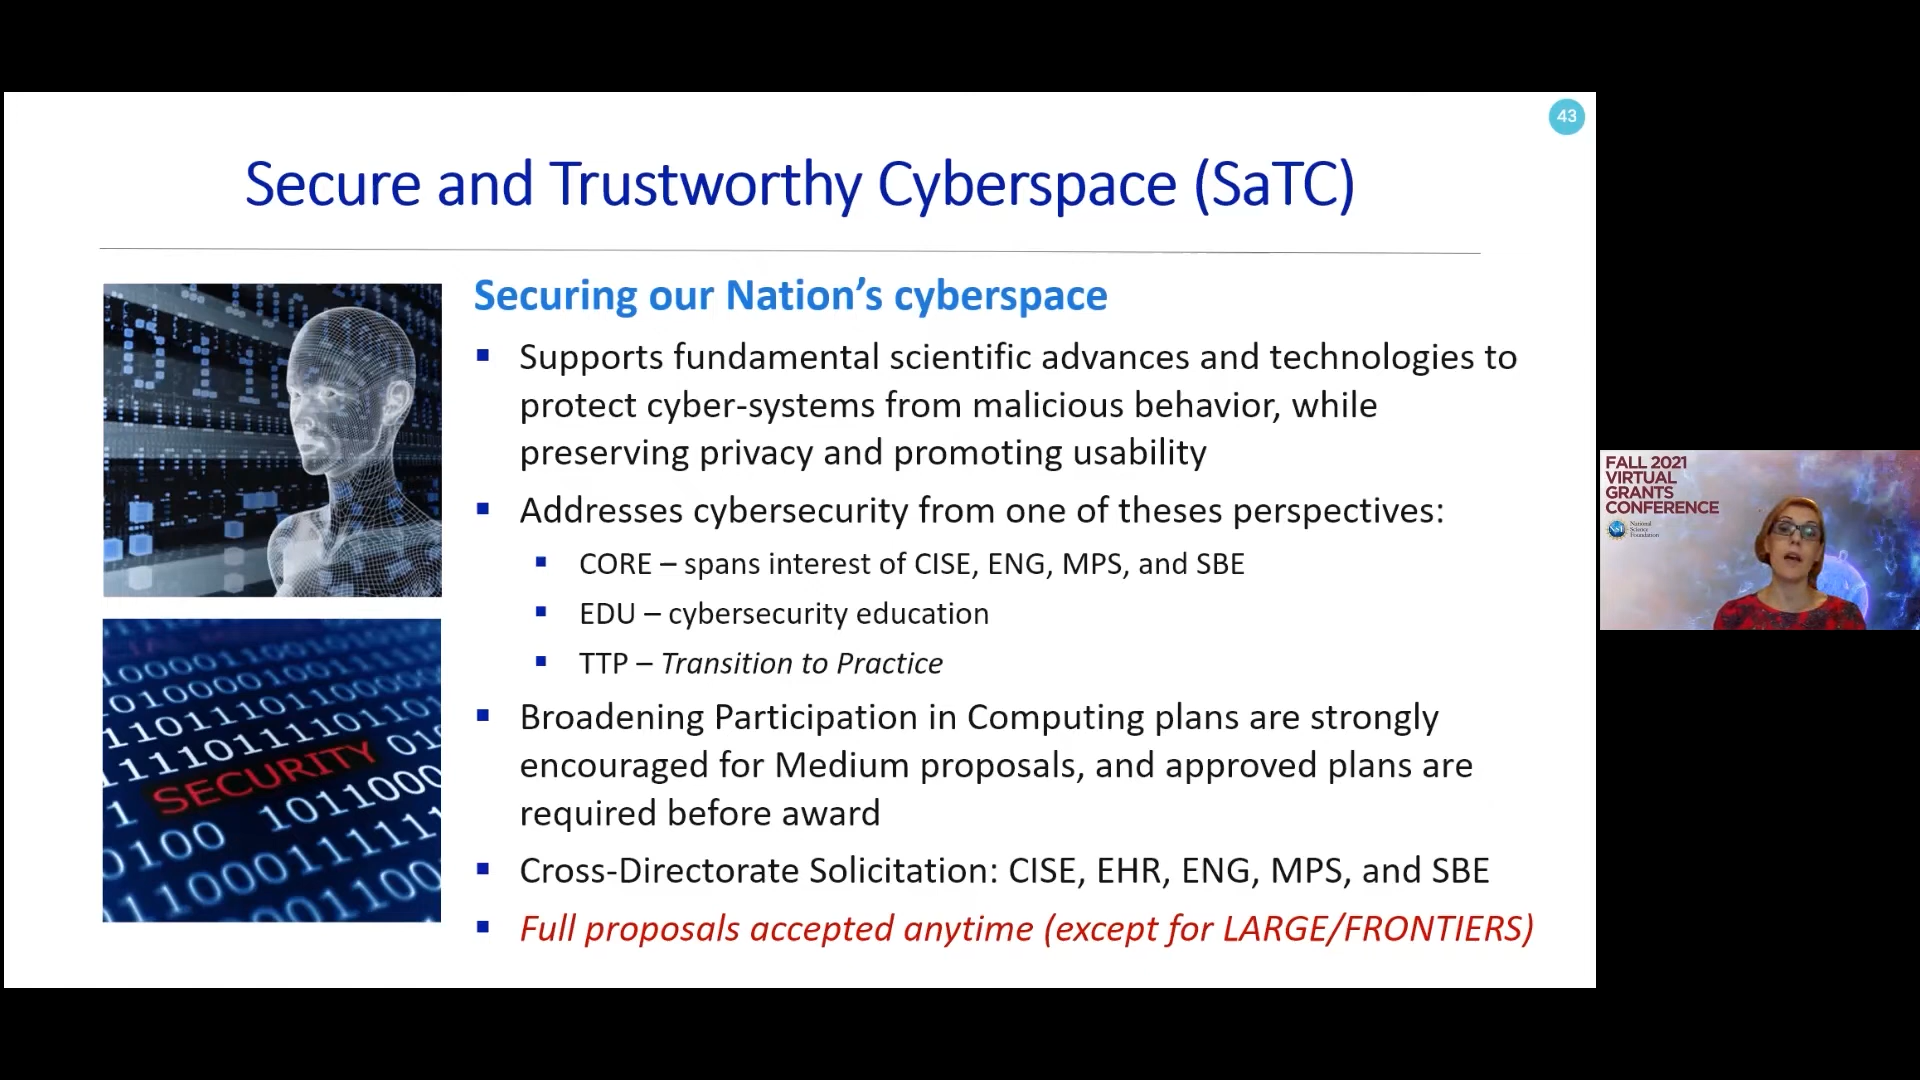 43
Secure and Trustworthy Cyberspace (SaTC)
Securing our Nation’s cyberspace
Supports fundamental scientific advances and technologies to
protect cyber-systems from malicious behavior, while
preserving privacy and promoting usability
Addresses cybersecurity from one of theses perspectives:
CORE – spans interest of CISE, ENG, MPS, and SBE
EDU – cybersecurity education
TTP – Transition to Practice
Broadening Participation in Computing plans are strongly
encouraged for Medium proposals, and approved plans are
required before award
Cross-Directorate Solicitation: CISE, EHR, ENG, MPS, and SBE
Full proposals accepted anytime (except for LARGE/FRONTIERS)
SECURITY
FALL 2021
VIRTUAL
GRANTS
CONFERENCE
NSF
National
Science
Foundation